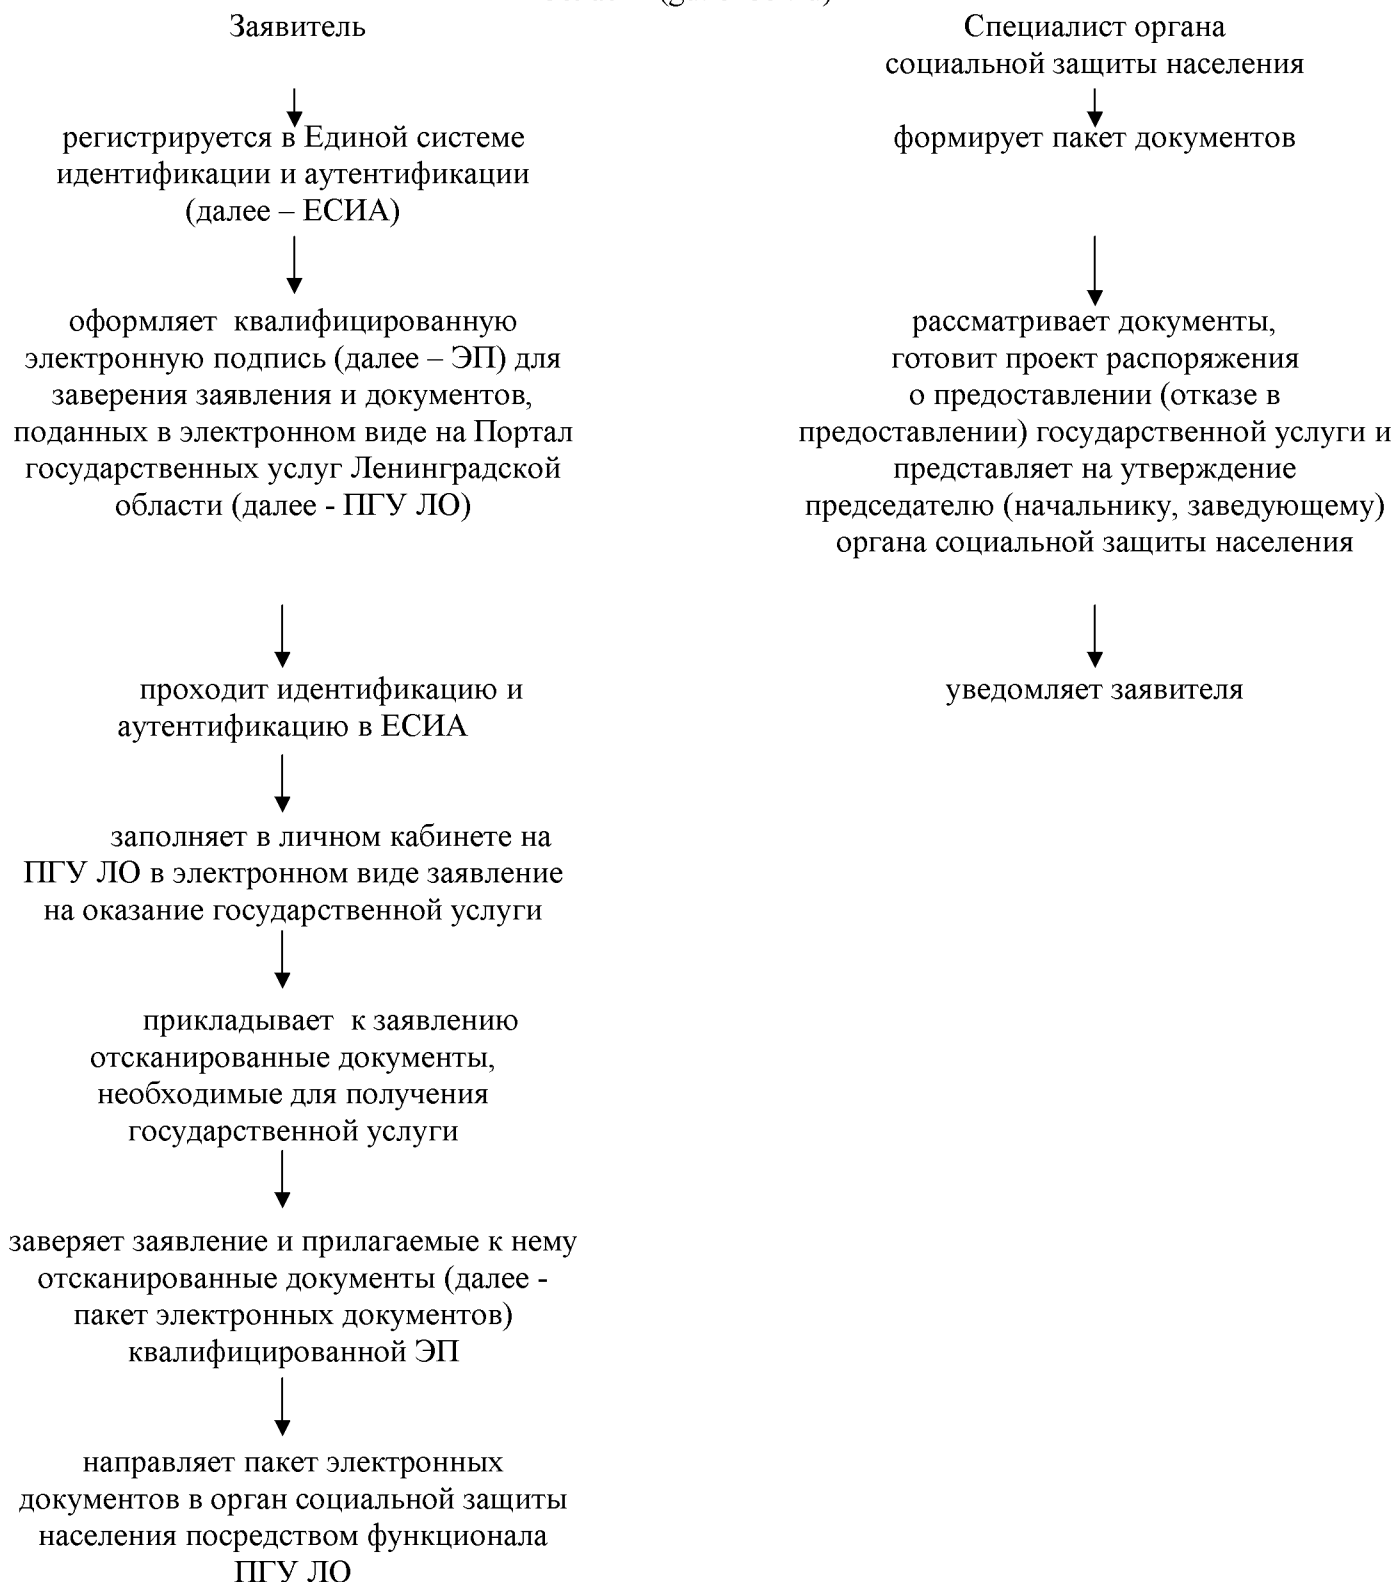 Заявитель
регистрируется в Единой системе
идентификации и аутентификации
(далее – ЕСИА)
оформляет квалифицированную
электронную подпись (далее – ЭП) для
заверения заявления и документов,
поданных в электронном виде на Портал
государственных услуг Ленинградской
области (далее - ПГУ ЛО)
проходит идентификацию и
аутентификацию в ЕСИА
заполняет в личном кабинете на
ПГУ ЛО в электронном виде заявление
на оказание государственной услуги
прикладывает к заявлению
отсканированные документы,
необходимые для получения
государственной услуги
заверяет заявление и прилагаемые к нему
отсканированные документы (далее -
пакет электронных документов)
квалифицированной ЭП
направляет пакет электронных
документов в орган социальной защиты
населения посредством функционала
ПГУ ЛО
Специалист органа
социальной защиты населения
формирует пакет документов
рассматривает документы,
готовит проект распоряжения
о предоставлении (отказе в
предоставлении) государственной услуги и
представляет на утверждение
председателю (начальнику, заведующему)
органа социальной защиты населения
уведомляет заявителя